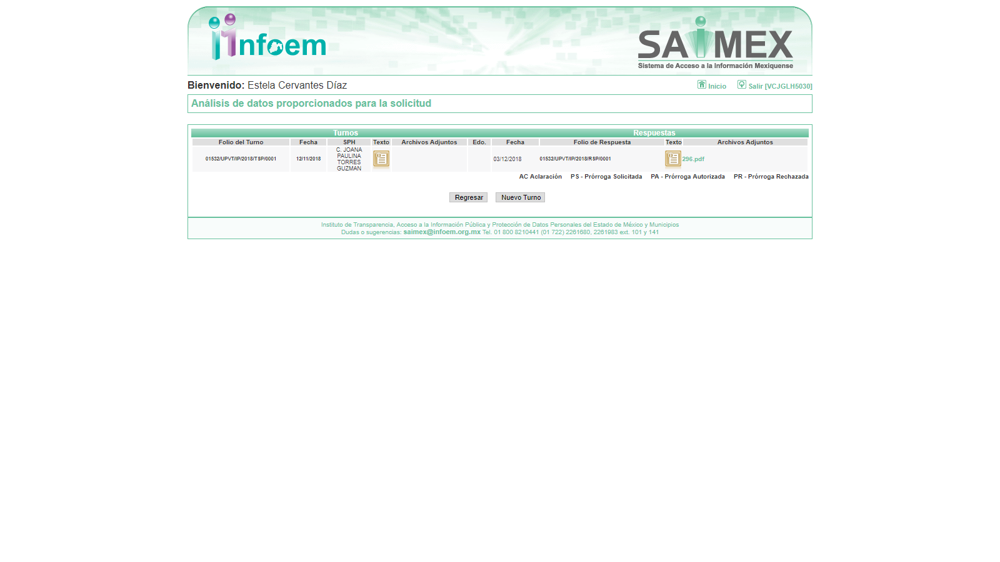 infoem
SAIMEX
Sistema de Acceso a la Información Mexiquense
Bienvenido: Estela Cervantes Díaz
Inicio
Salir [VCJGLH5030]
Análisis de datos proporcionados para la solicitud
Turnos
Respuestas
Folio del Turno
Fecha
SPH
Texto
Archivos Adjuntos
Edo.
Fecha
Folio de Respuesta
Texto
Archivos Adjuntos
01532/UPVT/IP/2018/TSP/0001
12/11/2018
C. JOANA
PAULINA
TORRES
GUZMAN
03/12/2018
01532/UPVT/IP/2018/RSP/0001
296.pdf
AC Aclaración
PS - Prórroga Solicitada
PA - Prórroga Autorizada
PR - Prórroga Rechazada
Regresar
Nuevo Turno
Instituto de Transparencia, Acceso a la Información Pública y Protección de Datos Personales del Estado de México y Municipios
Dudas o sugerencias: saimex@infoem.org.mx Tel. 01 800 8210441 (01 722) 2261680, 2261983 ext. 101 y 141